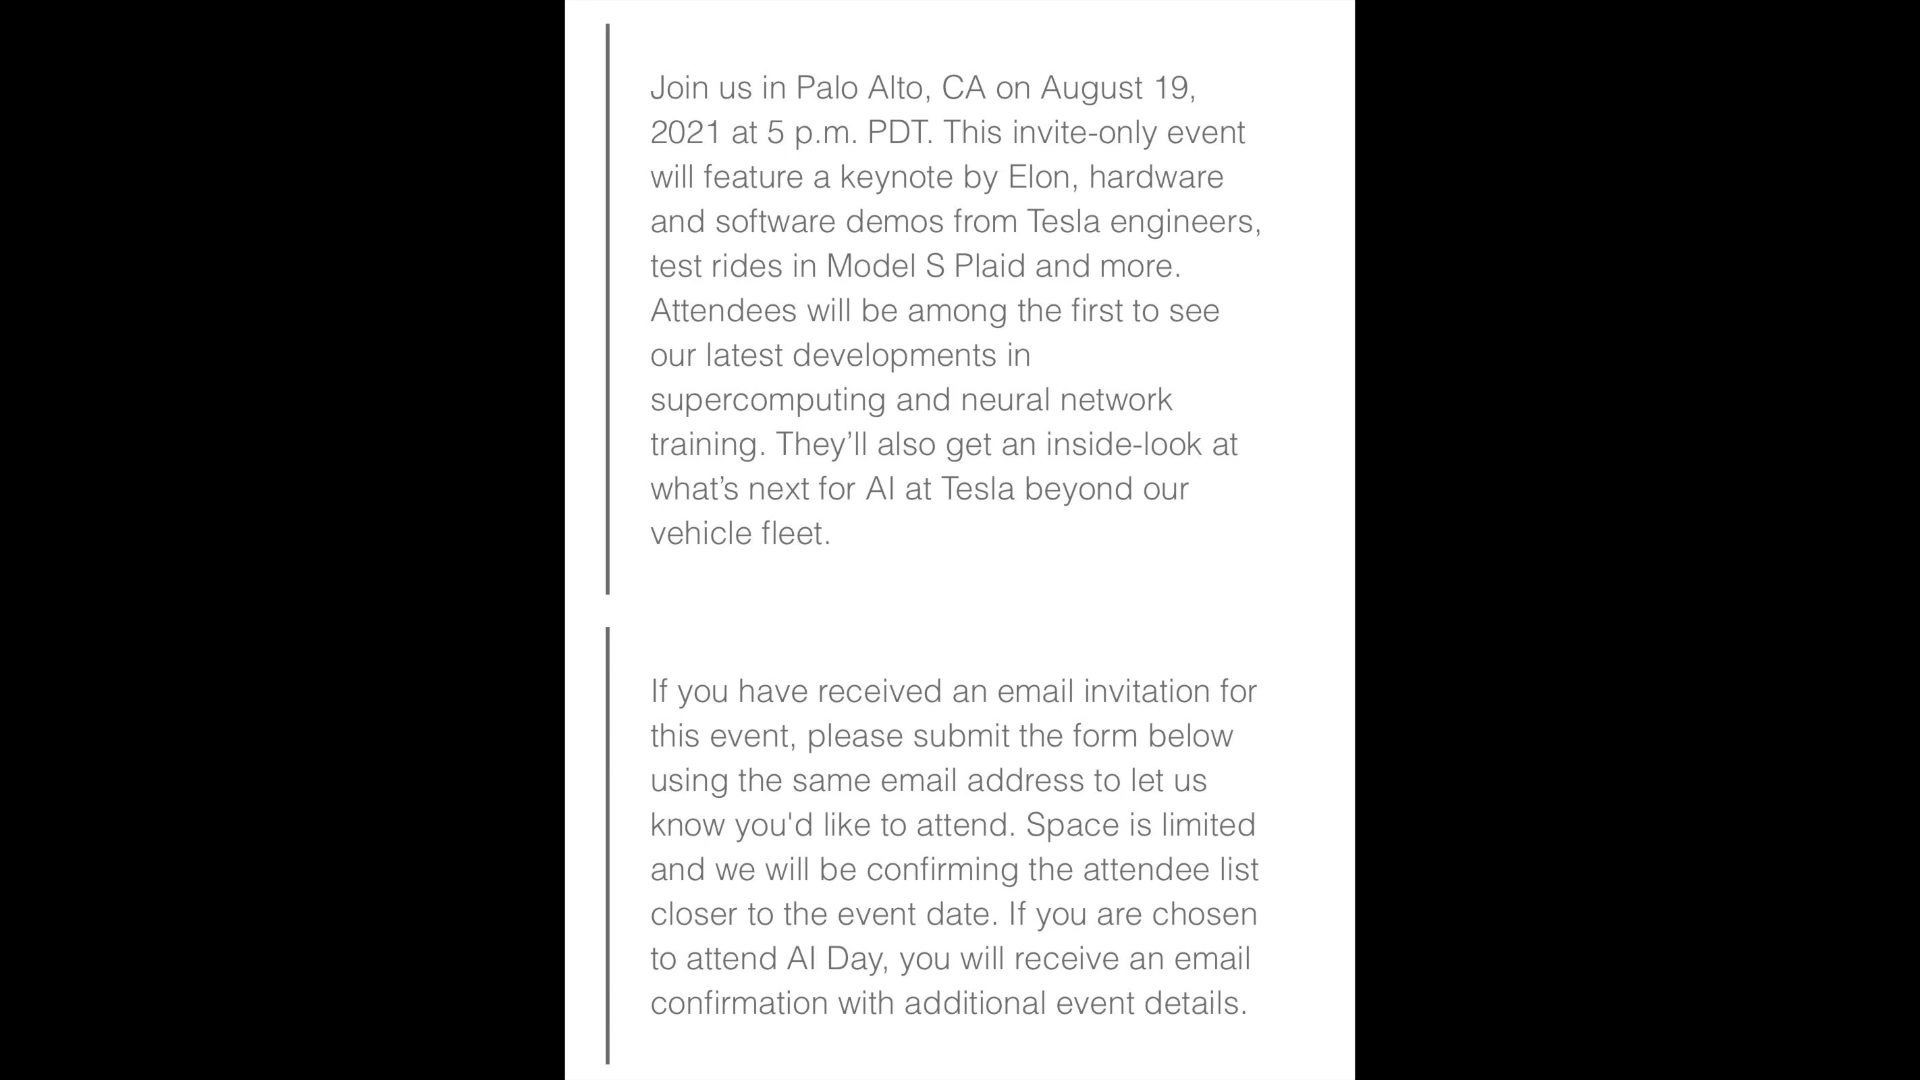 Join us in Palo Alto, CA on August 19,
2021 at 5 p.m. PDT. This invite-only event
will feature a keynote by Elon, hardware
and software demos from Tesla engineers,
test rides in Model S Plaid and more.
Attendees will be among the first to see
our latest developments in
supercomputing and neural network
training. They’ll also get an inside-look at
what’s next for AI at Tesla beyond our
vehicle fleet.
If you have received an email invitation for
this event, please submit the form below
using the same email address to let us
know you'd like to attend. Space is limited
and we will be confirming the attendee list
closer to the event date. If you are chosen
to attend AI Day, you will receive an email
confirmation with additional event details.